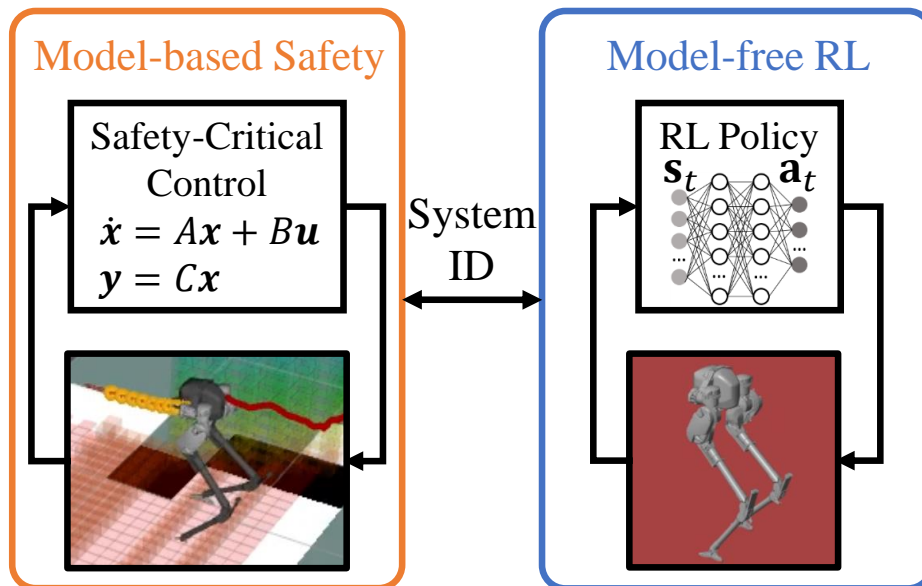 Model-based Safety
Safety-Critical
Control
ẋ = Ax + Bu
y = Cx
System
ID
Model-free RL
RL Policy
s_t
a_t
...
...
...
...